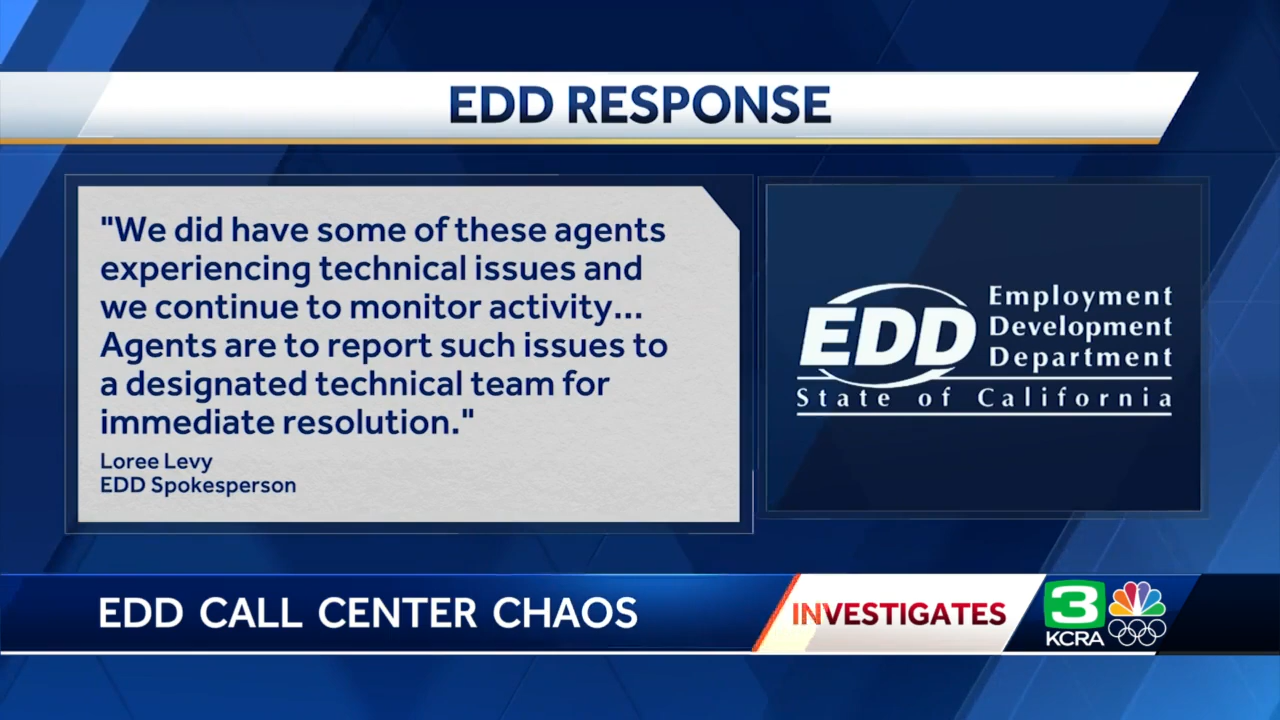 EDD RESPONSE
"We did have some of these agents
experiencing technical issues and
we continue to monitor activity...
Agents are to report such issues to
a designated technical team for
immediate resolution."
Loree Levy
EDD Spokesperson
EDD
Employment
Development
Department
State of California
EDD CALL CENTER CHAOS
INVESTIGATES
3
KCRA